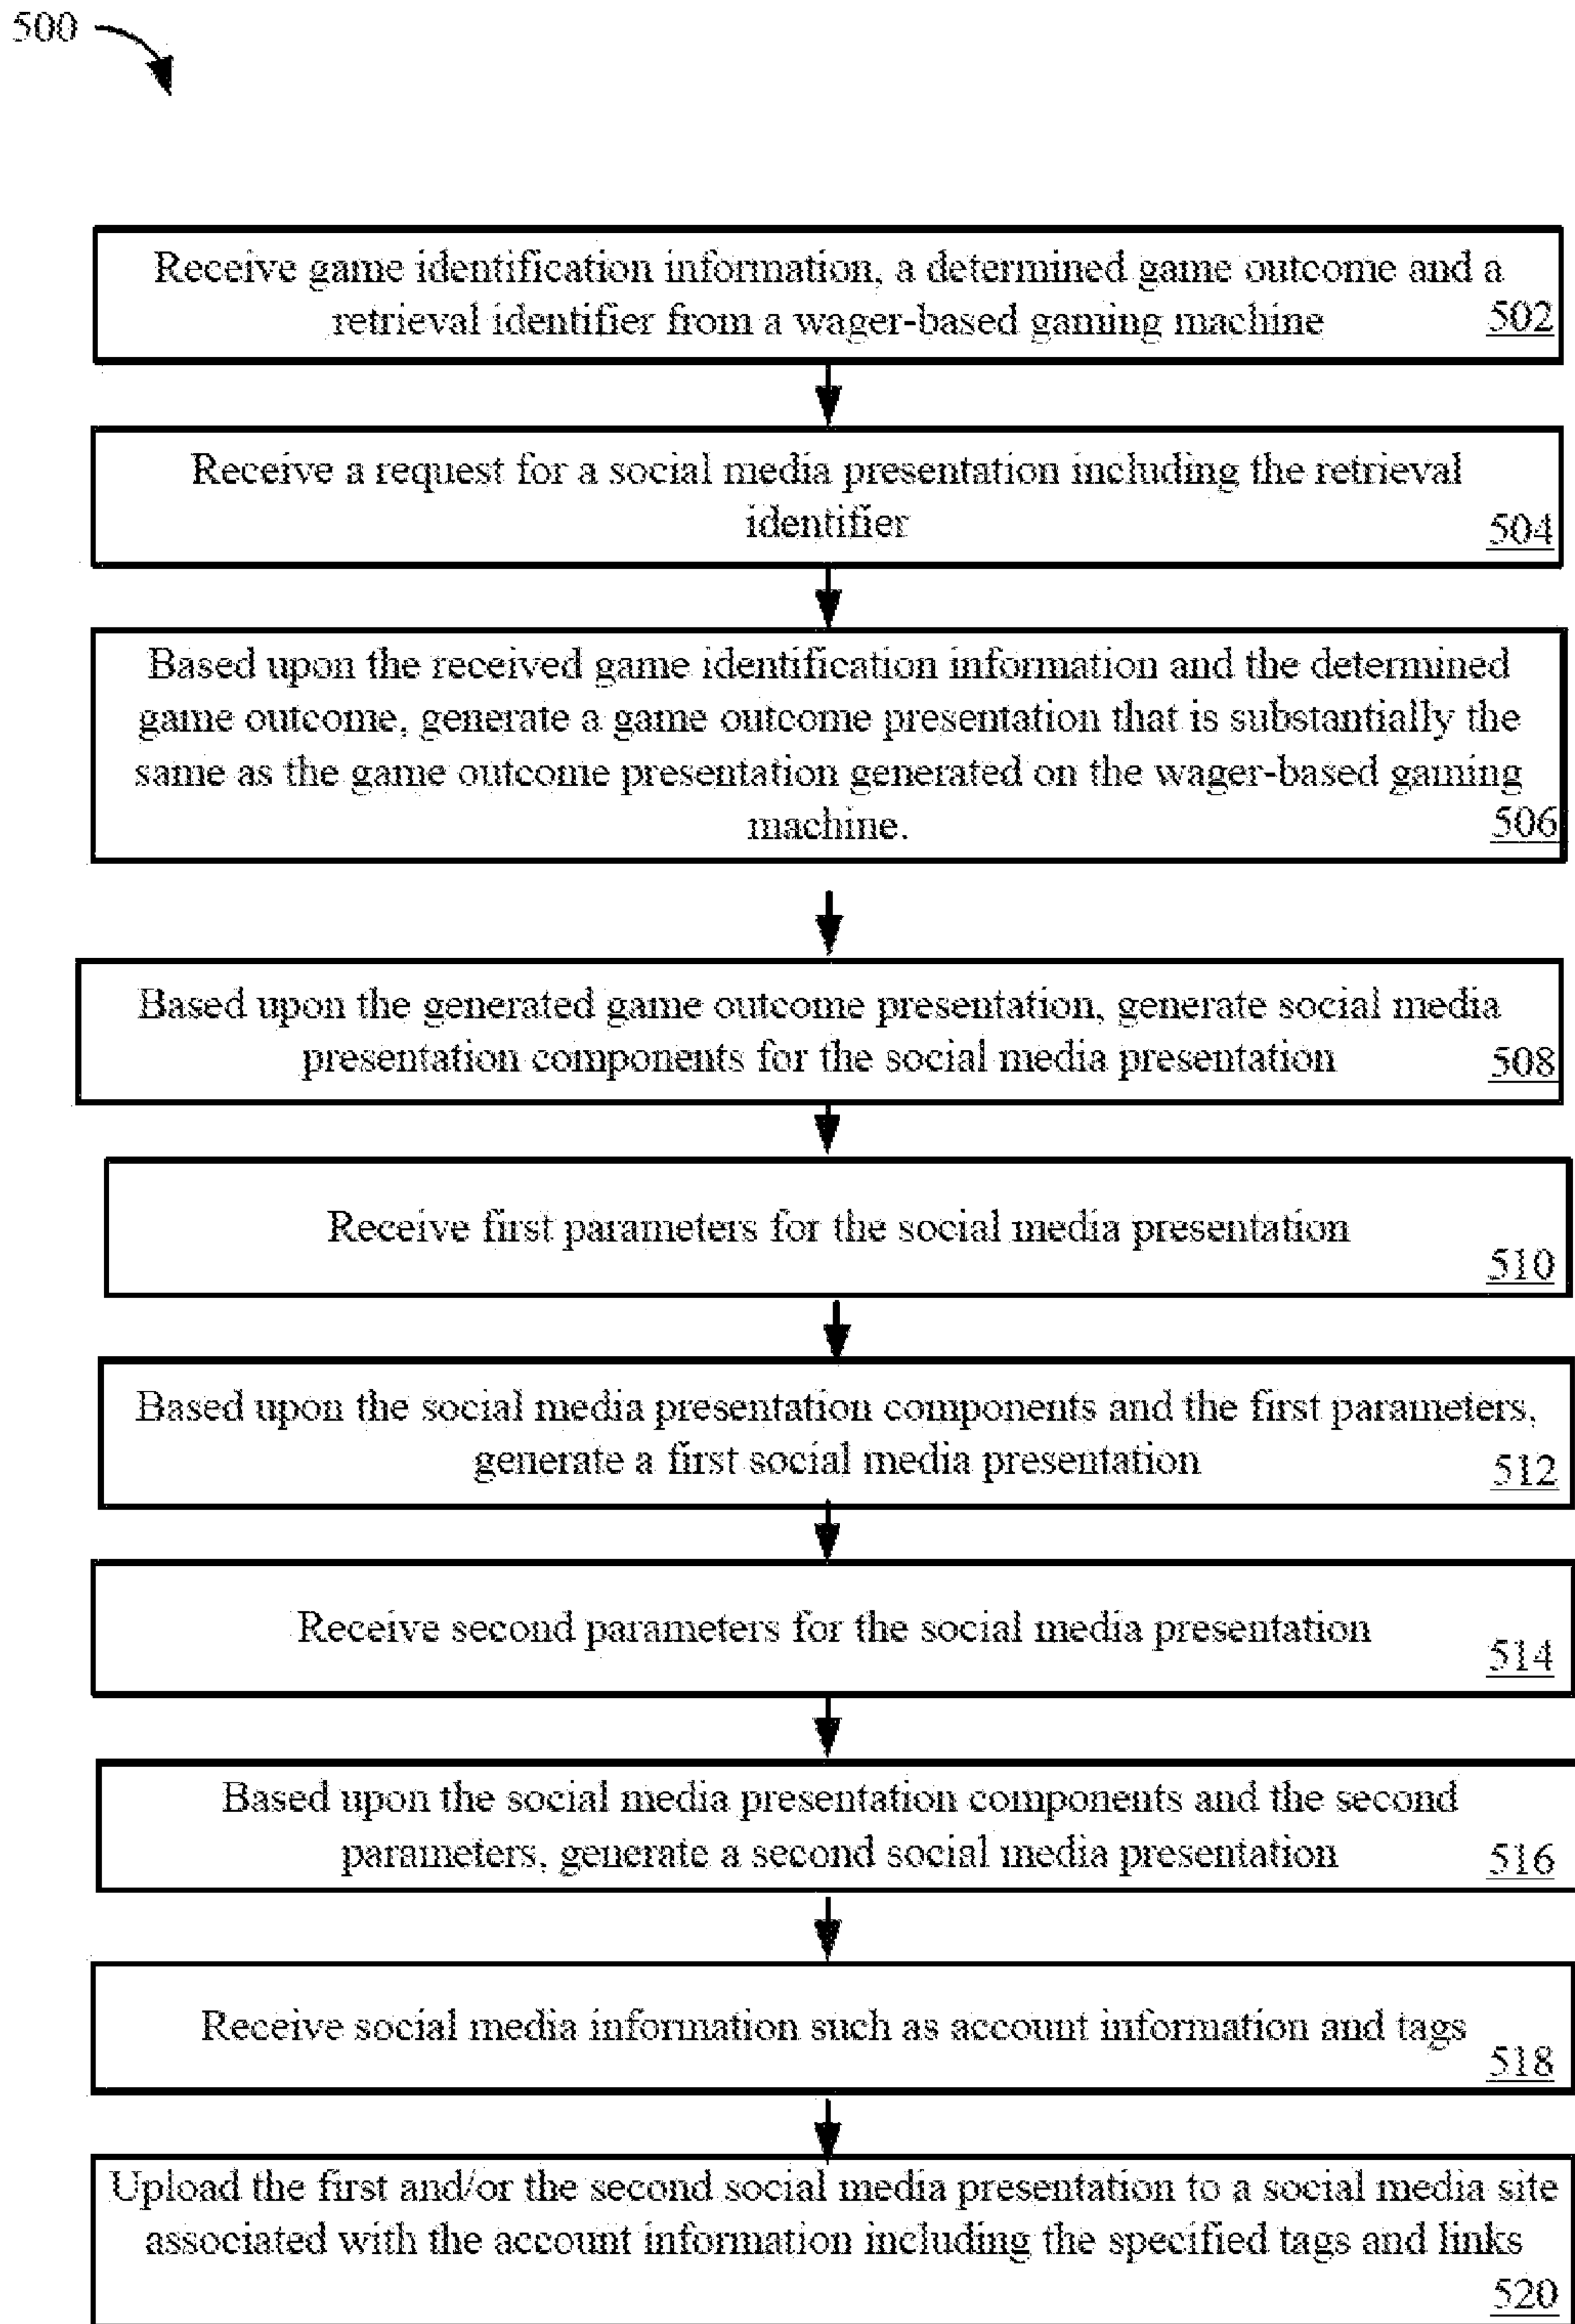 500
Receive game identification information, a determined game outcome and a
retrieval identifier from a wager-based gaming machine
502
Receive a request for a social media presentation including the retrieval
identifier
504
Based upon the received game identification information and the determined
game outcome, generate a game outcome presentation that is substantially the
same as the game outcome presentation generated on the wager-based gaming
machine.
506
Based upon the generated game outcome presentation, generate social media
presentation components for the social media presentation
508
Receive first parameters for the social media presentation
510
Based upon the social media presentation components and the first parameters,
generate a first social media presentation
512
Receive second parameters for the social media presentation
514
Based upon the social media presentation components and the second
parameters, generate a second social media presentation
516
Receive social media information such as account information and tags
518
Upload the first and/or the second social media presentation to a social media site
associated with the account information including the specified tags and links
520